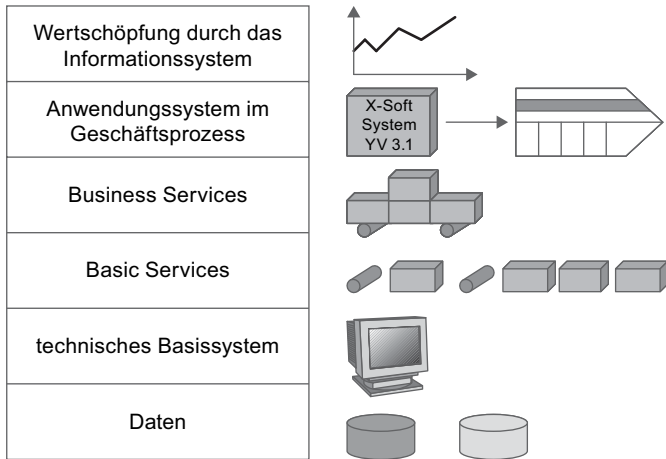 Wertschöpfung durch das
Informationssystem
Anwendungssystem im
Geschäftsprozess
X-Soft
System
YV 3.1
Business Services
Basic Services
technisches Basissystem
Daten